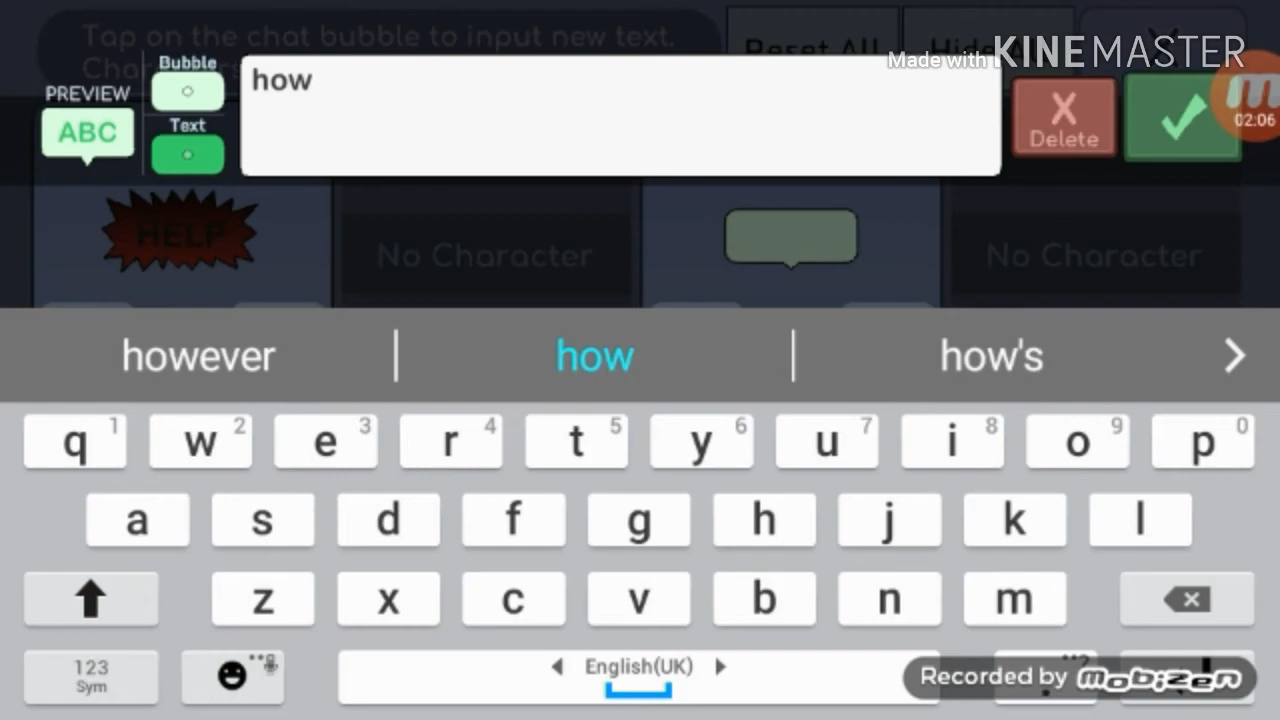 Tap on the chat bubble to input new text.
Reset All
Made with KINEMASTER
Bubble
PREVIEW
ABC
Text
how
X
Delete
02:06
HELP
No Character
No Character
however
how
how's
q 1 w 2 e 3 r 4 t 5 y 6 u 7 i 8 o 9 p 0
a s d f g h j k l
z x c v b n m
123
Sym
English(UK)
Recorded by mobizen